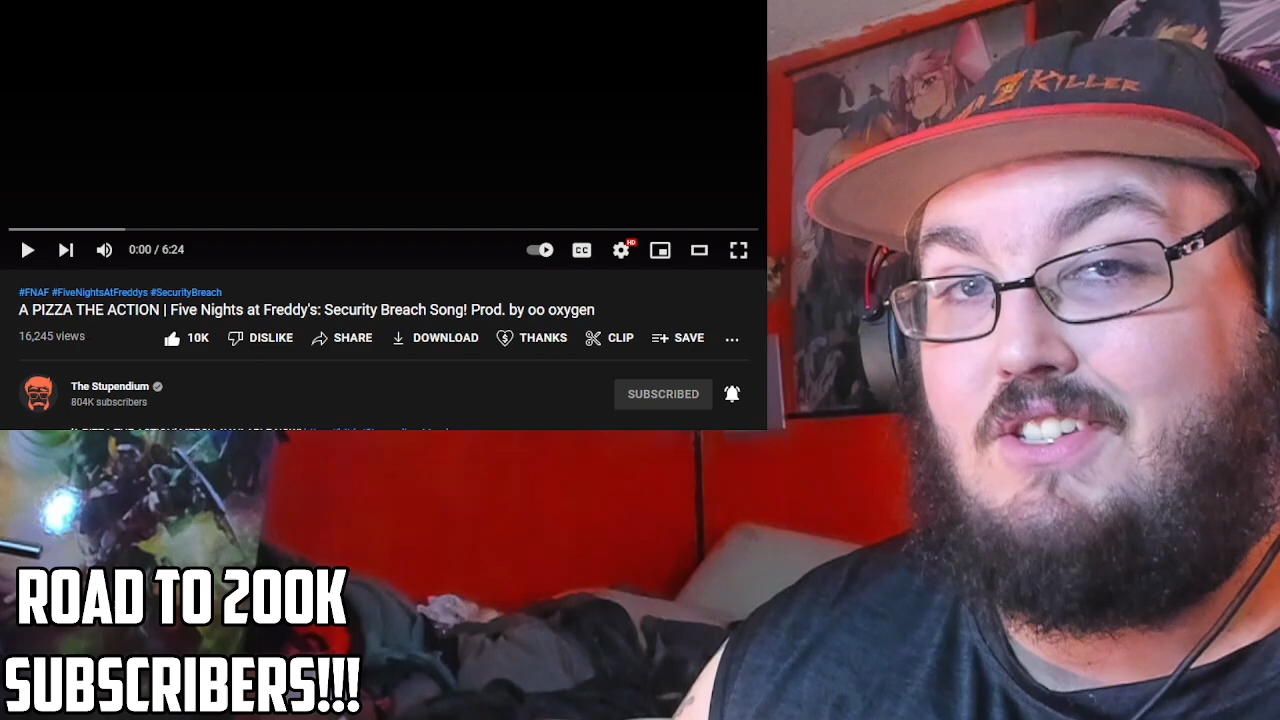 KILLER
0:00 / 6:24
CC
HD
#FNAF #FiveNightsAtFreddys #SecurityBreach
A PIZZA THE ACTION | Five Nights at Freddy's: Security Breach Song! Prod. by oo oxygen
16,245 views
10K DISLIKE SHARE DOWNLOAD THANKS CLIP SAVE ...
The Stupendium
804K subscribers
SUBSCRIBED
ROAD TO 200K
SUBSCRIBERS!!!